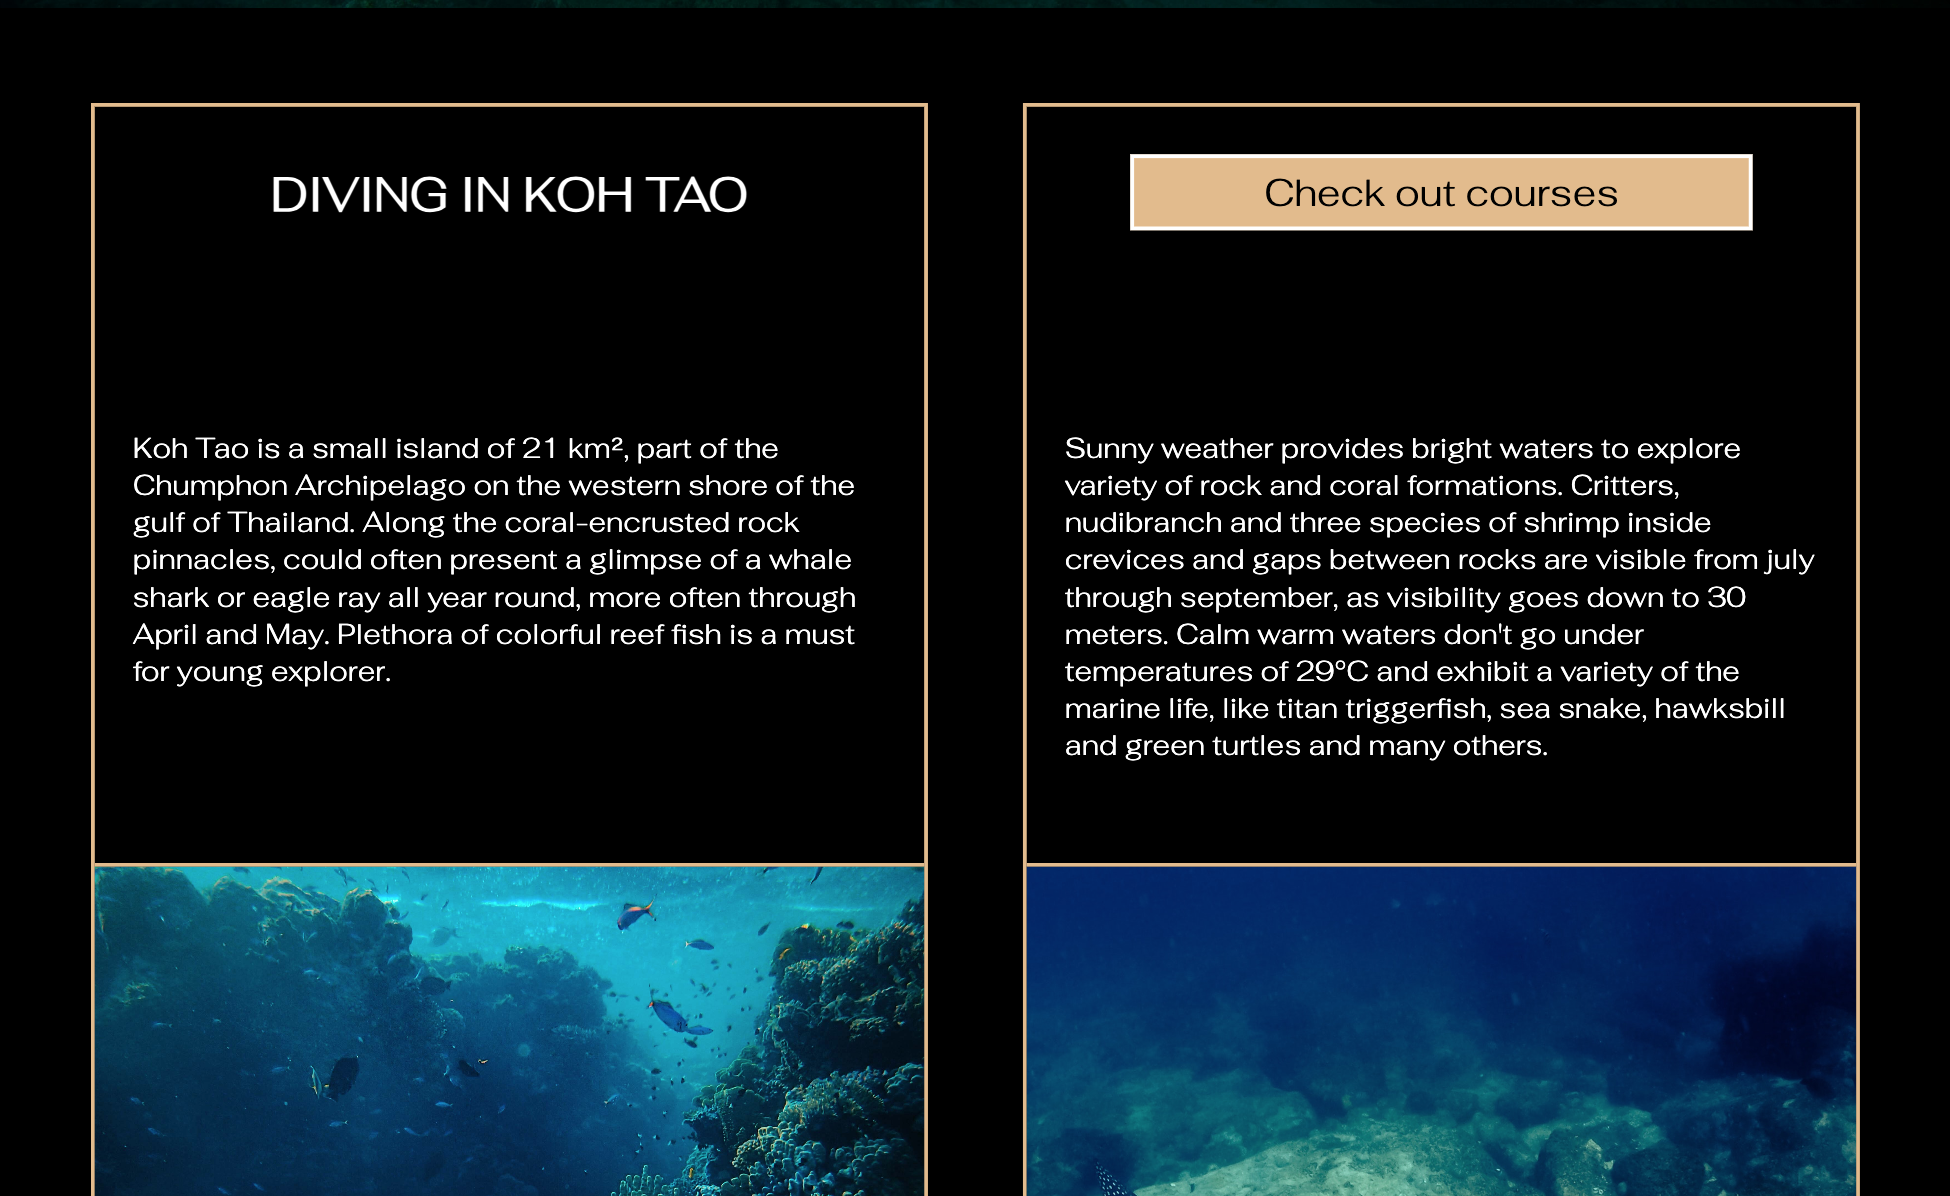 DIVING IN KOH TAO
Koh Tao is a small island of 21 km², part of the
Chumphon Archipelago on the western shore of the
gulf of Thailand. Along the coral-encrusted rock
pinnacles, could often present a glimpse of a whale
shark or eagle ray all year round, more often through
April and May. Plethora of colorful reef fish is a must
for young explorer.
Check out courses
Sunny weather provides bright waters to explore
variety of rock and coral formations. Critters,
nudibranch and three species of shrimp inside
crevices and gaps between rocks are visible from july
through september, as visibility goes down to 30
meters. Calm warm waters don't go under
temperatures of 29°C and exhibit a variety of the
marine life, like titan triggerfish, sea snake, hawksbill
and green turtles and many others.